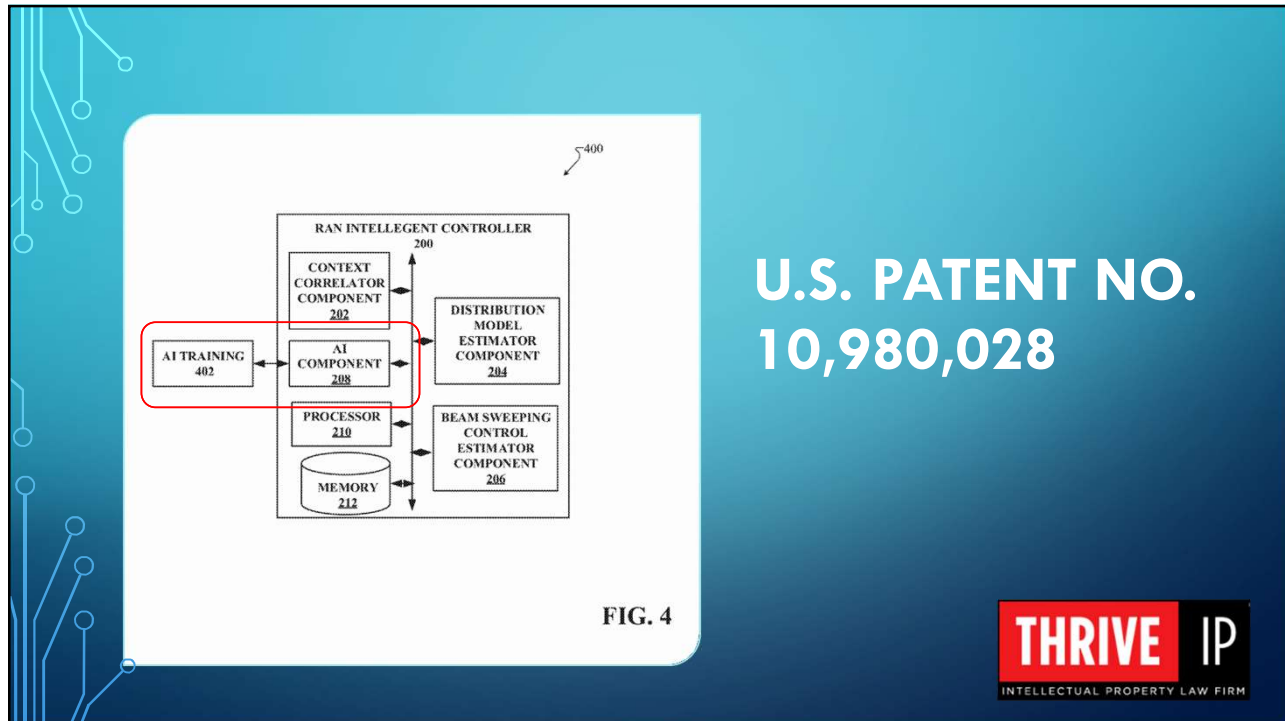 400
RAN INTELLEGENT CONTROLLER
200
CONTEXT
CORRELATOR
COMPONENT
202
DISTRIBUTION
MODEL
ESTIMATOR
COMPONENT
204
AI TRAINING
402
AI
COMPONENT
208
PROCESSOR
210
BEAM SWEEPING
CONTROL
ESTIMATOR
COMPONENT
206
MEMORY
212
FIG. 4
U.S. PATENT NO.
10,980,028
THRIVE IP
INTELLECTUAL PROPERTY LAW FIRM